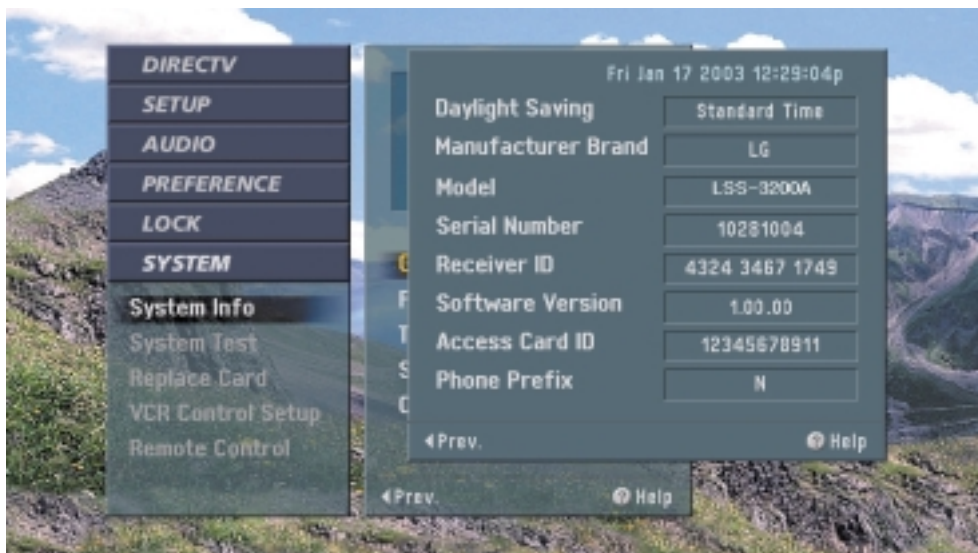 DIRECTV
SETUP
AUDIO
PREFERENCE
LOCK
SYSTEM
System Info
System Test
Replace Card
VCR Control Setup
Remote Control
Fri Jan 17 2003 12:29:04p
Daylight Saving Standard Time
Manufacturer Brand LG
Model LSS-3200A
Serial Number 10281004
Receiver ID 4324 3467 1749
Software Version 1.00.00
Access Card ID 12345678911
Phone Prefix N
Prev. Help
Prev. Help